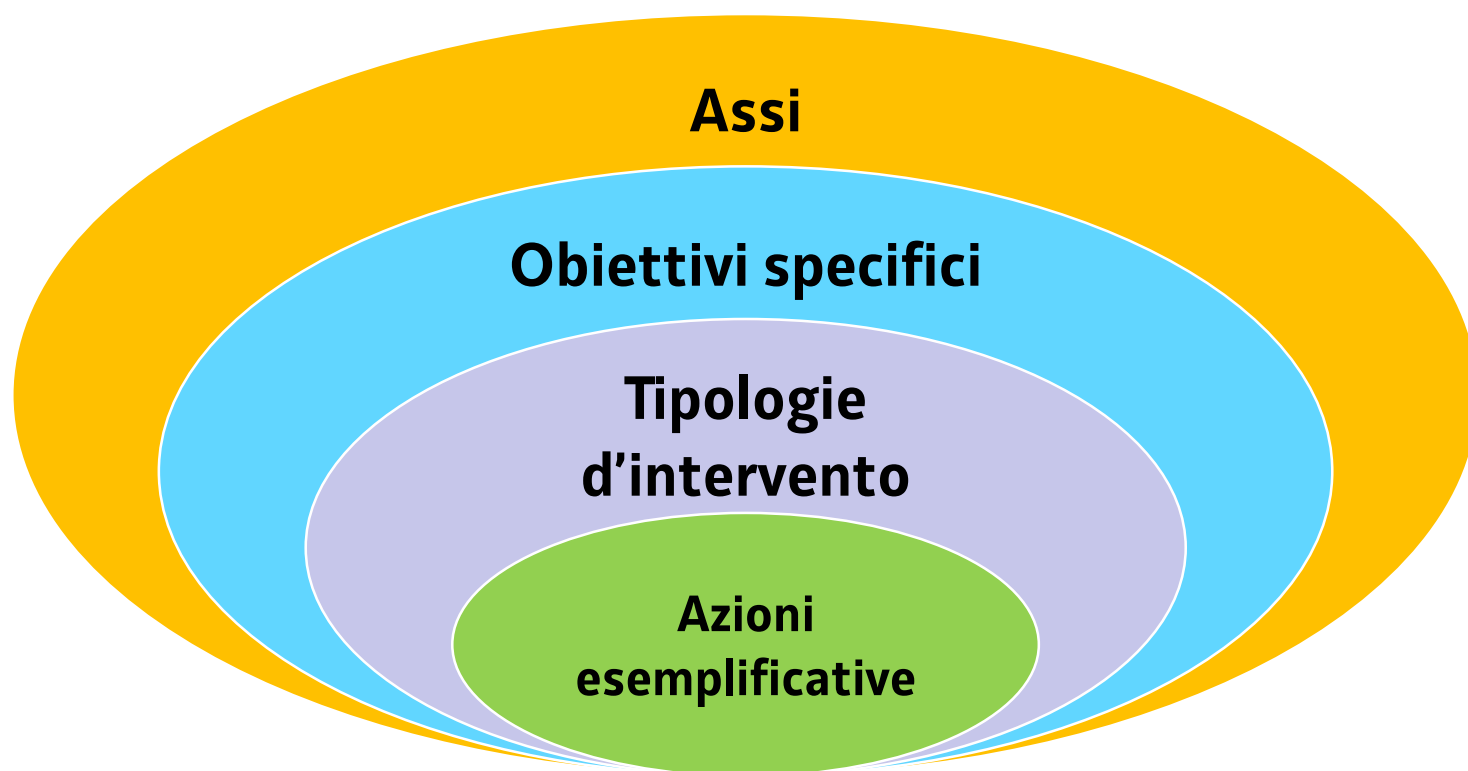 Assi
Obiettivi specifici
Tipologie
d’intervento
Azioni
esemplificative